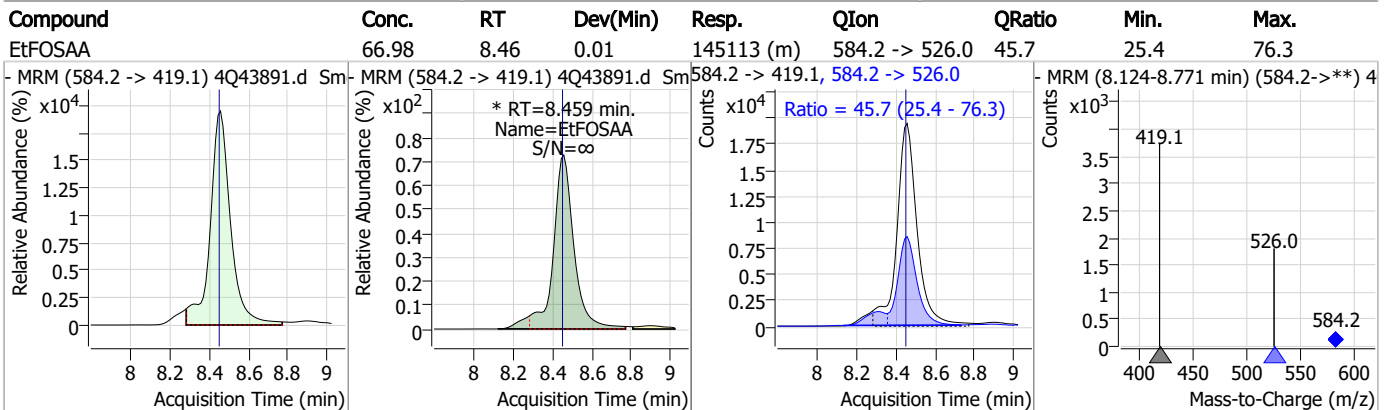 Compound Conc. RT Dev(Min) Resp. QIon QRatio Min. Max.
EtFOSAA 66.98 8.46 0.01 145113 (m) 584.2 -> 526.0 45.7 25.4 76.3
- MRM (584.2 -> 419.1) 4Q43891.d Sm
x10⁴
Relative Abundance (%)
1.5
1.25
1
0.75
0.5
0.25
0
8 8.2 8.4 8.6 8.8 9
Acquisition Time (min)
- MRM (584.2 -> 419.1) 4Q43891.d Sm
x10²
* RT=8.459 min.
Name=EtFOSAA
S/N=∞
Relative Abundance (%)
0.8
0.7
0.6
0.5
0.4
0.3
0.2
0.1
0
8 8.2 8.4 8.6 8.8 9
Acquisition Time (min)
584.2 -> 419.1, 584.2 -> 526.0
x10⁴
Ratio = 45.7 (25.4 - 76.3)
Counts
1.75
1.5
1.25
1
0.75
0.5
0.25
0
8 8.2 8.4 8.6 8.8 9
Acquisition Time (min)
- MRM (8.124-8.771 min) (584.2->**) 4
x10³
Counts
419.1
526.0
584.2
3.5
3
2.5
2
1.5
1
0.5
0
400 450 500 550 600
Mass-to-Charge (m/z)